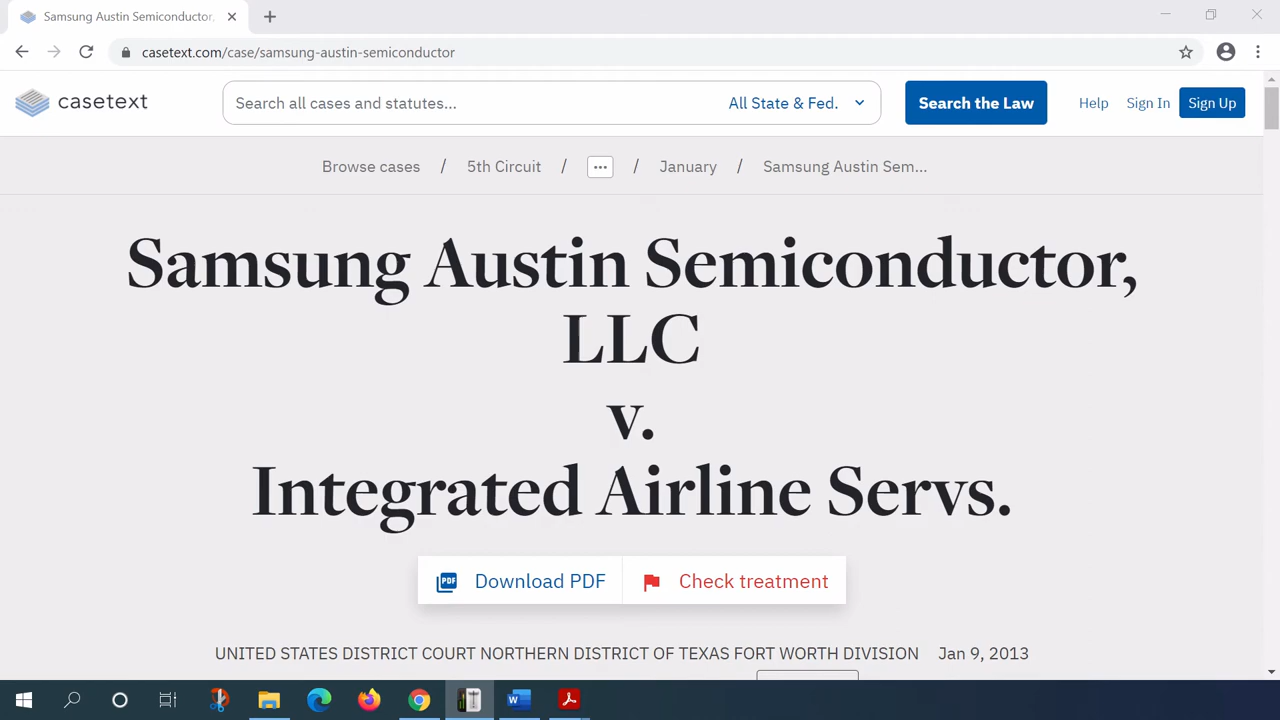 Samsung Austin Semiconductor,
casetext.com/case/samsung-austin-semiconductor
casetext
Search all cases and statutes...
All State & Fed.
Search the Law
Help
Sign In
Sign Up
Browse cases / 5th Circuit / ... / January / Samsung Austin Sem...
Samsung Austin Semiconductor,
LLC
v.
Integrated Airline Servs.
PDF
Download PDF
Check treatment
UNITED STATES DISTRICT COURT NORTHERN DISTRICT OF TEXAS FORT WORTH DIVISION Jan 9, 2013
W